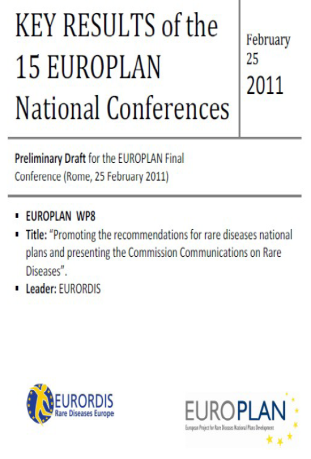 KEY RESULTS of the
15 EUROPLAN
National Conferences
February
25
2011
Preliminary Draft for the EUROPLAN Final
Conference (Rome, 25 February 2011)
▪ EUROPLAN WP8
▪ Title: “Promoting the recommendations for rare diseases national
plans and presenting the Commission Communications on Rare
Diseases”.
▪ Leader: EURORDIS
EURORDIS
Rare Diseases Europe
EUROPLAN
European Project for Rare Diseases National Plans Development